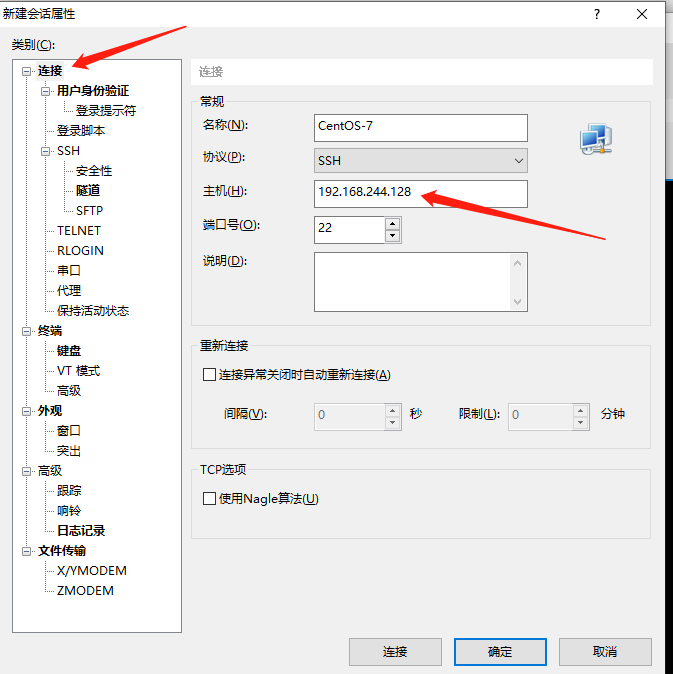 新建会话属性
类别(C):
连接
用户身份验证
登录提示符
登录脚本
SSH
安全性
隧道
SFTP
TELNET
RLOGIN
串口
代理
保持活动状态
终端
键盘
VT 模式
高级
外观
窗口
突出
高级
跟踪
响铃
日志记录
文件传输
X/YMODEM
ZMODEM
连接
常规
名称(N):
CentOS-7
协议(P):
SSH
主机(H):
192.168.244.128
端口号(O):
22
说明(D):
重新连接
连接异常关闭时自动重新连接(A)
间隔(V):
0
秒
限制(L):
0
分钟
TCP选项
使用Nagle算法(U)
连接
确定
取消